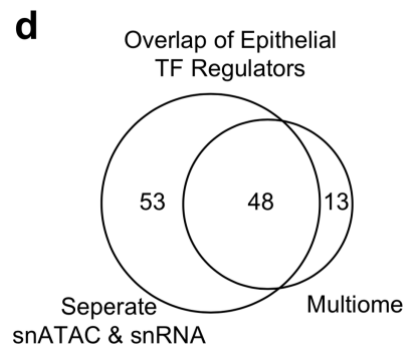 d
Overlap of Epithelial
TF Regulators
53
48
13
Seperate
snATAC & snRNA
Multiome